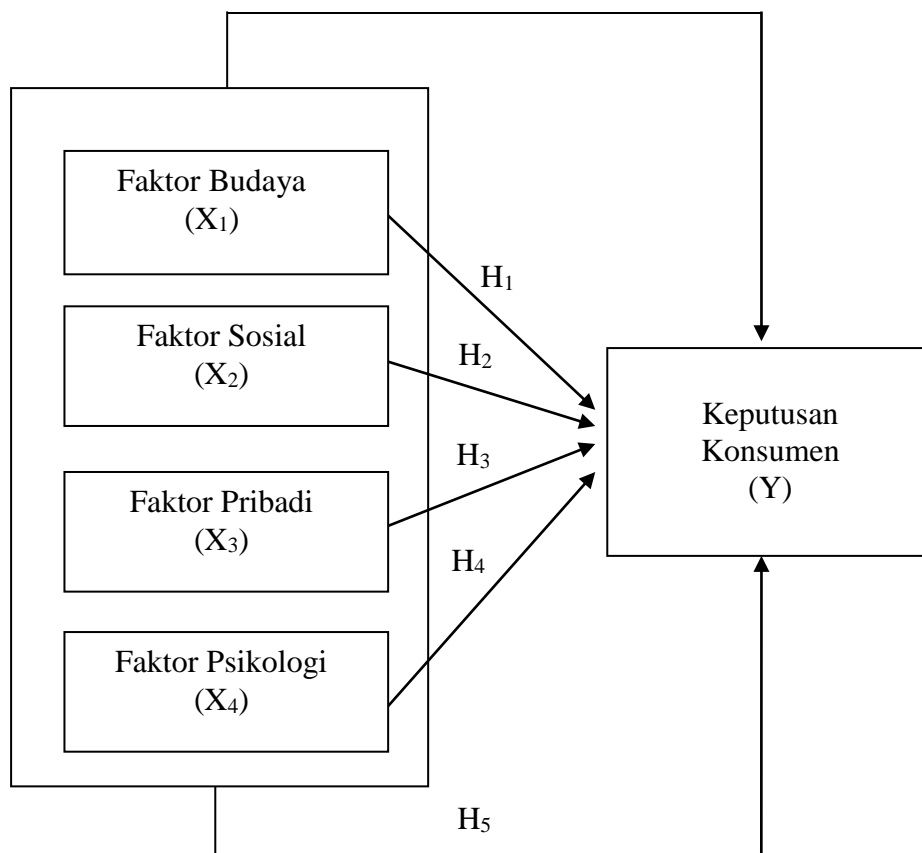 Faktor Budaya
(X₁)
H₁
Faktor Sosial
(X₂)
H₂
Faktor Pribadi
(X₃)
H₃
Faktor Psikologi
(X₄)
H₄
Keputusan
Konsumen
(Y)
H₅